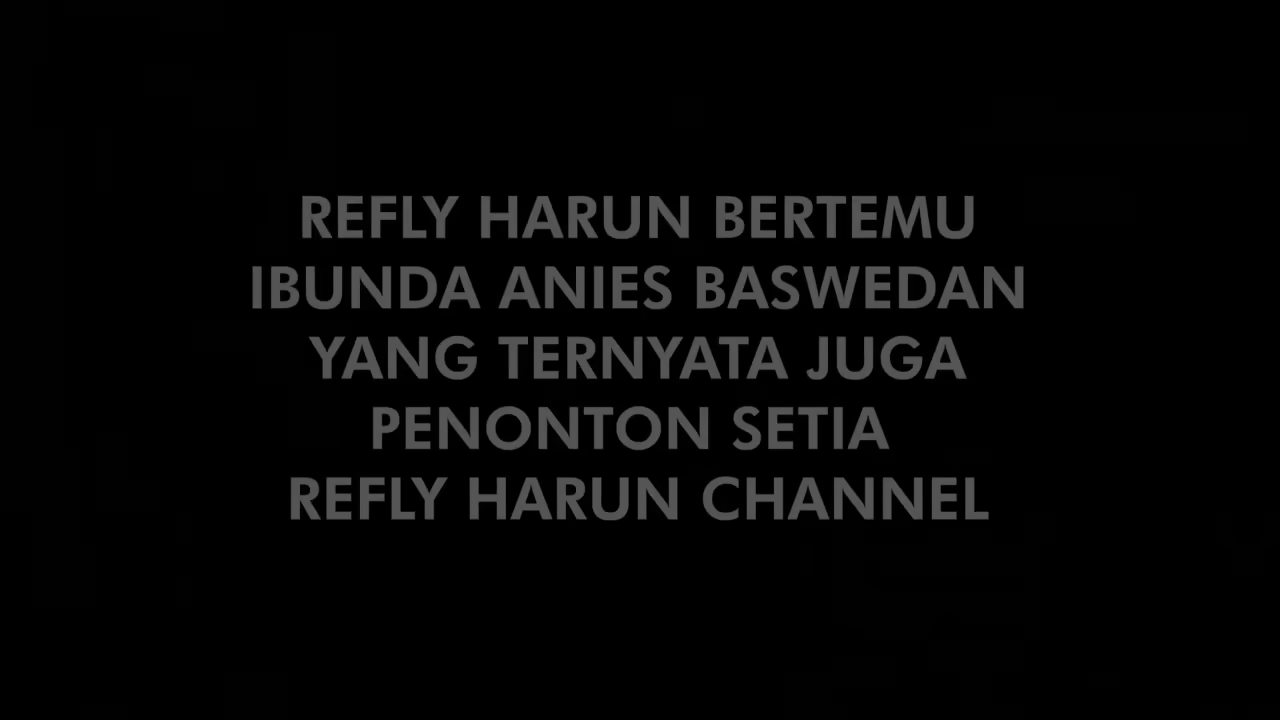 REFLY HARUN BERTEMU
IBUNDA ANIES BASWEDAN
YANG TERNYATA JUGA
PENONTON SETIA
REFLY HARUN CHANNEL